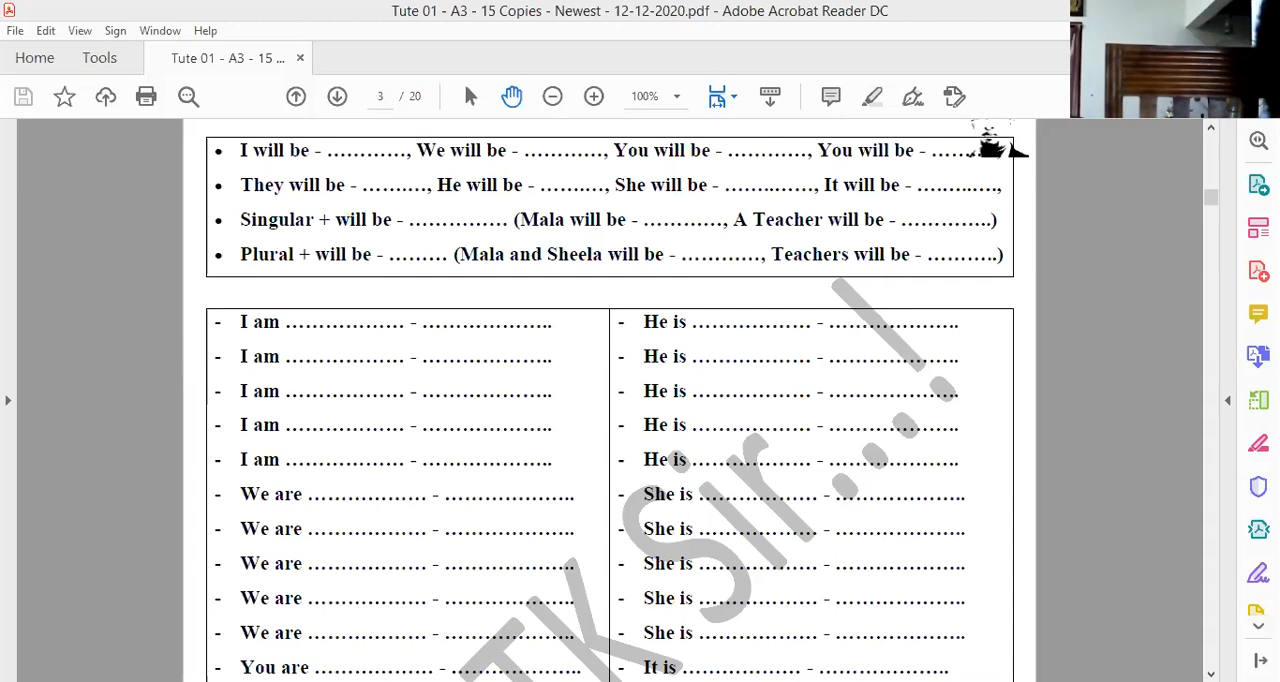 Tute 01 - A3 - 15 Copies - Newest - 12-12-2020.pdf - Adobe Acrobat Reader DC
File Edit View Sign Window Help
Home Tools Tute 01 - A3 - 15 ... ×
3 / 20 100%
• I will be - …………, We will be - …………, You will be - …………, You will be - ……
• They will be - …….…, He will be - …….…, She will be - ……..……, It will be - ….…..….,
• Singular + will be - …………… (Mala will be - …………, A Teacher will be - ………….)
• Plural + will be - ……… (Mala and Sheela will be - …………, Teachers will be - ………..)
- I am ……………… - ………………..
- I am ……………… - ………………..
- I am ……………… - ………………..
- I am ……………… - ………………..
- I am ……………… - ………………..
- We are ……………… - ………………..
- We are ……………… - ………………..
- We are ……………… - ………………..
- We are ……………… - ………………..
- We are ……………… - ………………..
- You are ……………… - ………………..
- He is ……………… - ………………..
- He is ……………… - ………………..
- He is ……………… - ………………..
- He is ……………… - ………………..
- He is ……………… - ………………..
- She is ……………… - ………………..
- She is ……………… - ………………..
- She is ……………… - ………………..
- She is ……………… - ………………..
- She is ……………… - ………………..
- It is ……………… - ………………..
TK Sir...!